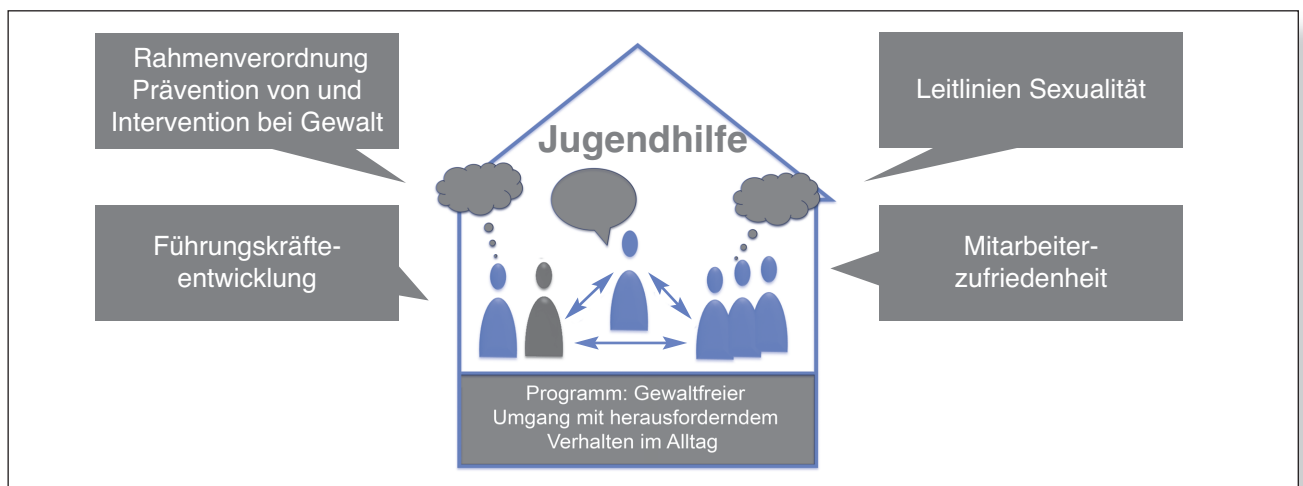 Rahmenverordnung
Prävention von und
Intervention bei Gewalt
Leitlinien Sexualität
Jugendhilfe
Führungskräfte-
entwicklung
Mitarbeiter-
zufriedenheit
Programm: Gewaltfreier
Umgang mit herausforderndem
Verhalten im Alltag